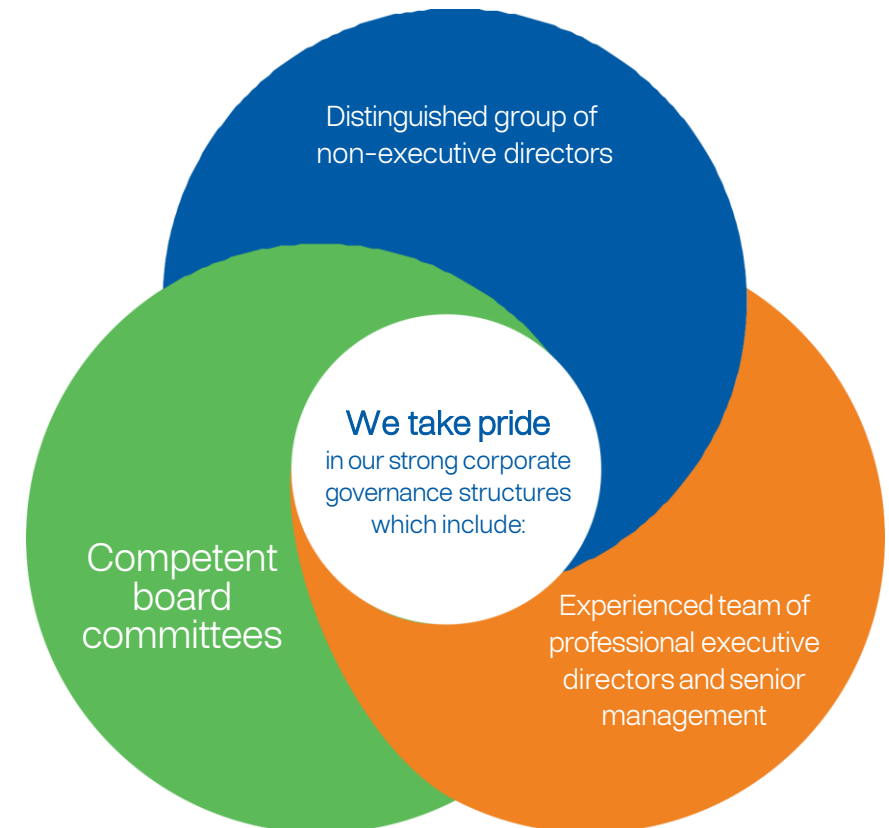 Distinguished group of
non-executive directors
We take pride
in our strong corporate
governance structures
which include:
Competent
board
committees
Experienced team of
professional executive
directors and senior
management